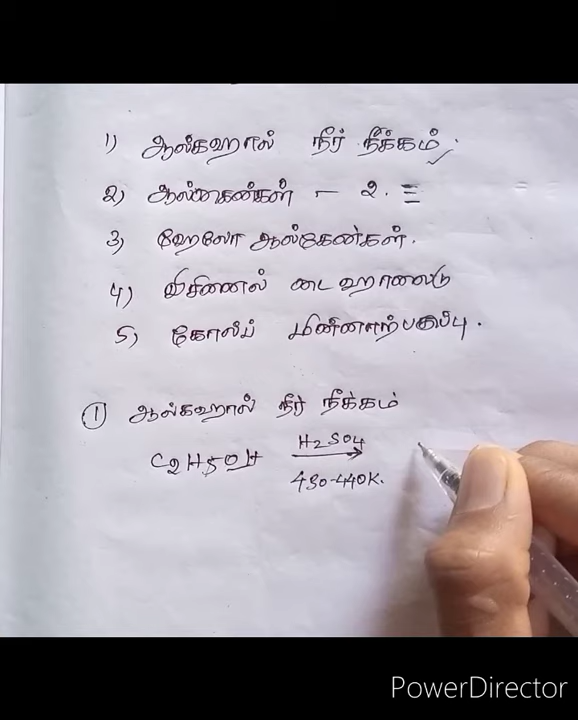 1) ஆல்கஹால் நீர் நீக்கம்.
2) ஆல்கைன்கள் – 2. ≡
3) ஹேலோ ஆல்கேன்கள்.
4) விசினல் டை ஹாலைடு
5) கோல்ப் மின்னாற்பகுப்பு.
① ஆல்கஹால் நீர் நீக்கம்
C2H5OH H2SO4 →
430-440K.
PowerDirector